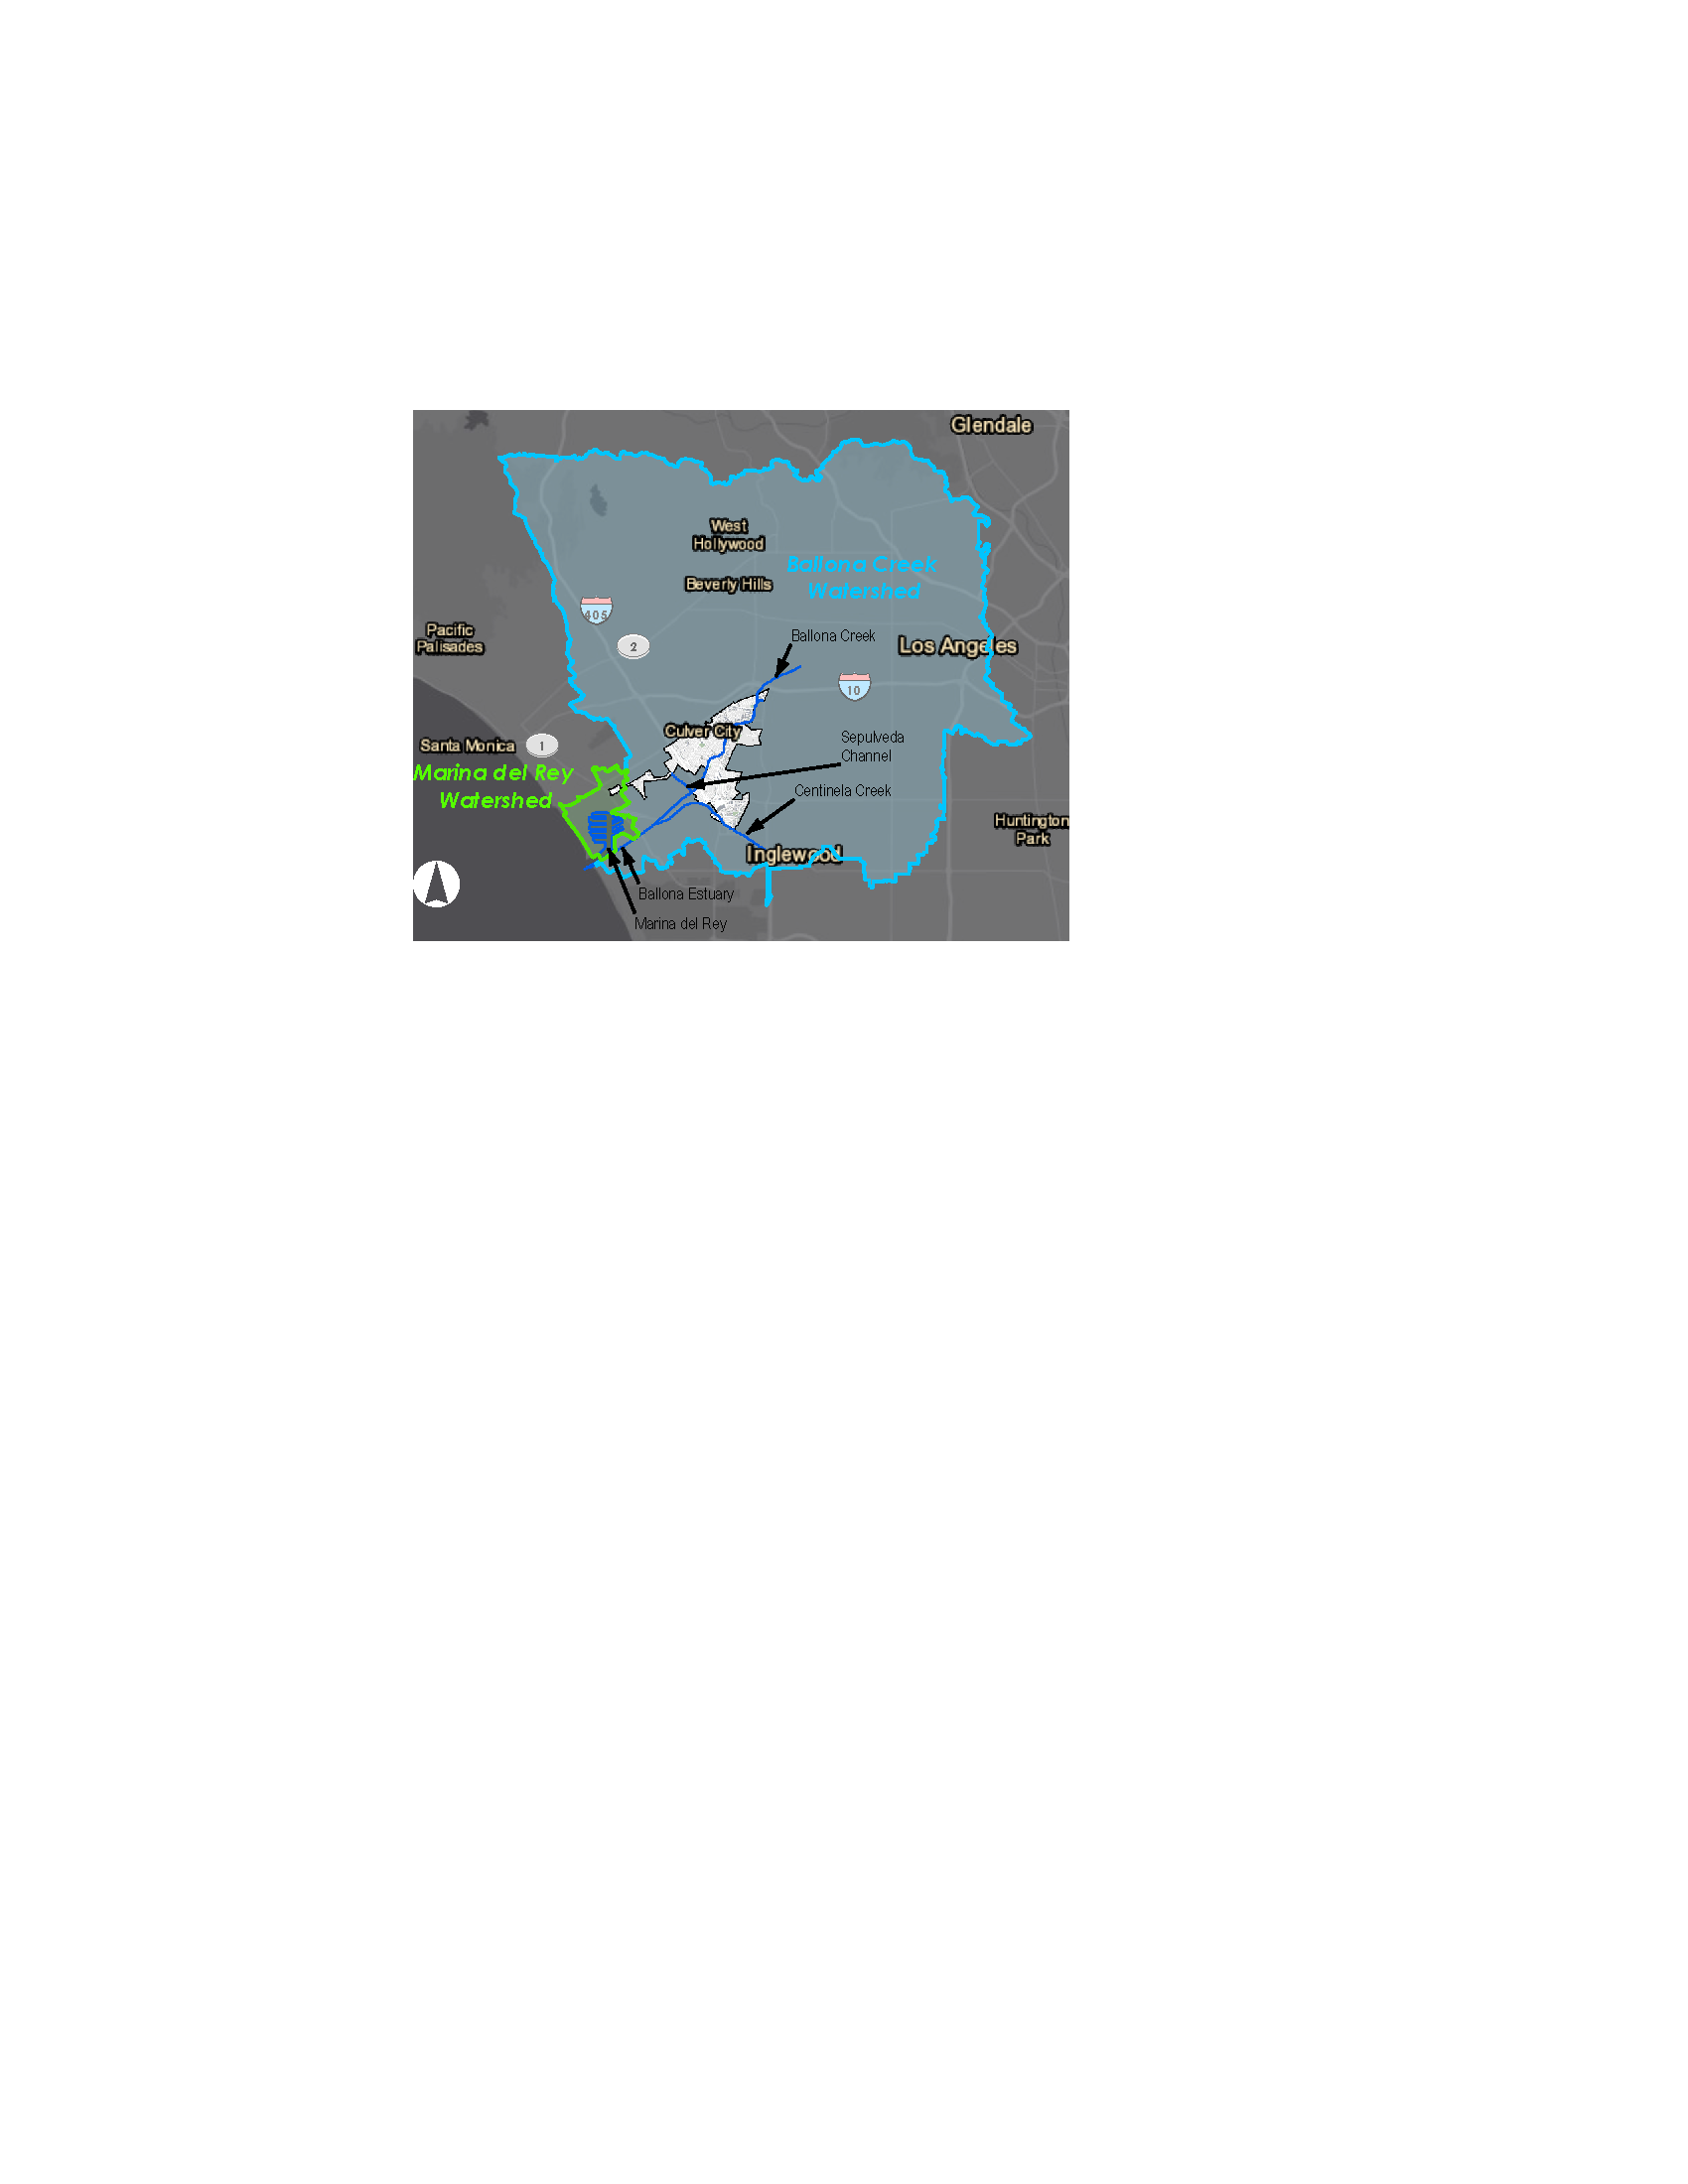 Glendale
West
Hollywood
Ballona Creek
Watershed
Beverly Hills
405
Pacific
Palisades
2
Ballona Creek
Los Angeles
10
Culver City
Sepulveda
Channel
Santa Monica
1
Marina del Rey
Watershed
Centinela Creek
Huntington
Park
Inglewood
Ballona Estuary
Marina del Rey